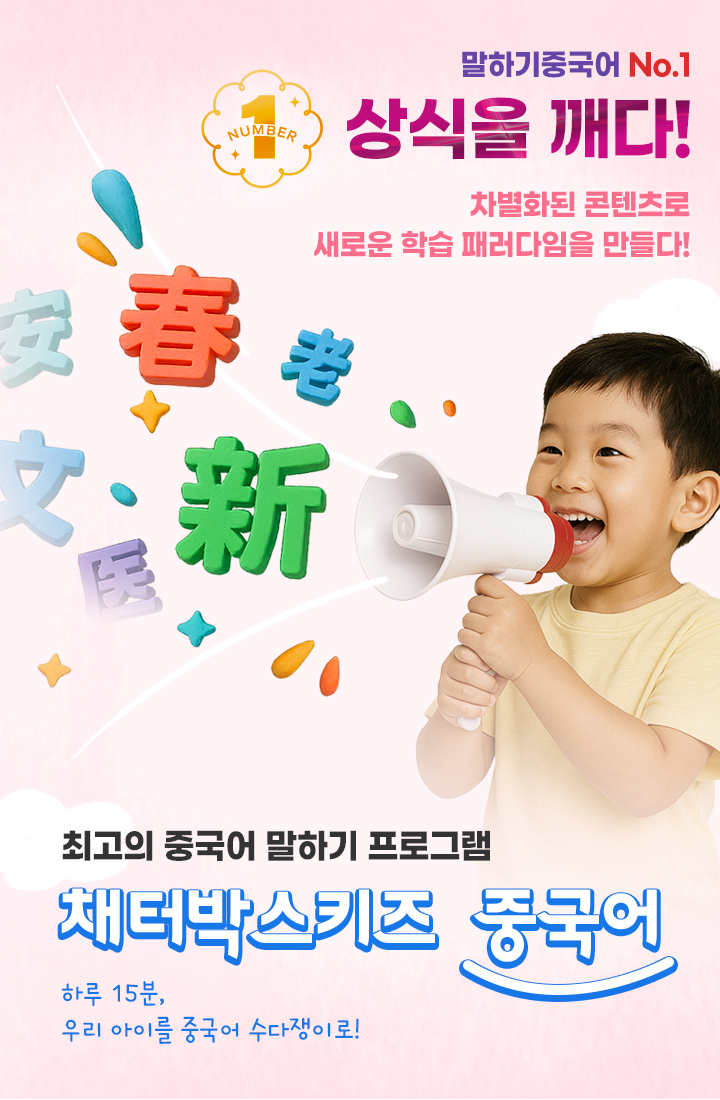 말하기중국어 No.1
1
NUMBER
상식을 깨다!
차별화된 콘텐츠로
새로운 학습 패러다임을 만들다!
安 春 老
文 新
医
최고의 중국어 말하기 프로그램
채터박스키즈 중국어
하루 15분,
우리 아이를 중국어 수다쟁이로!